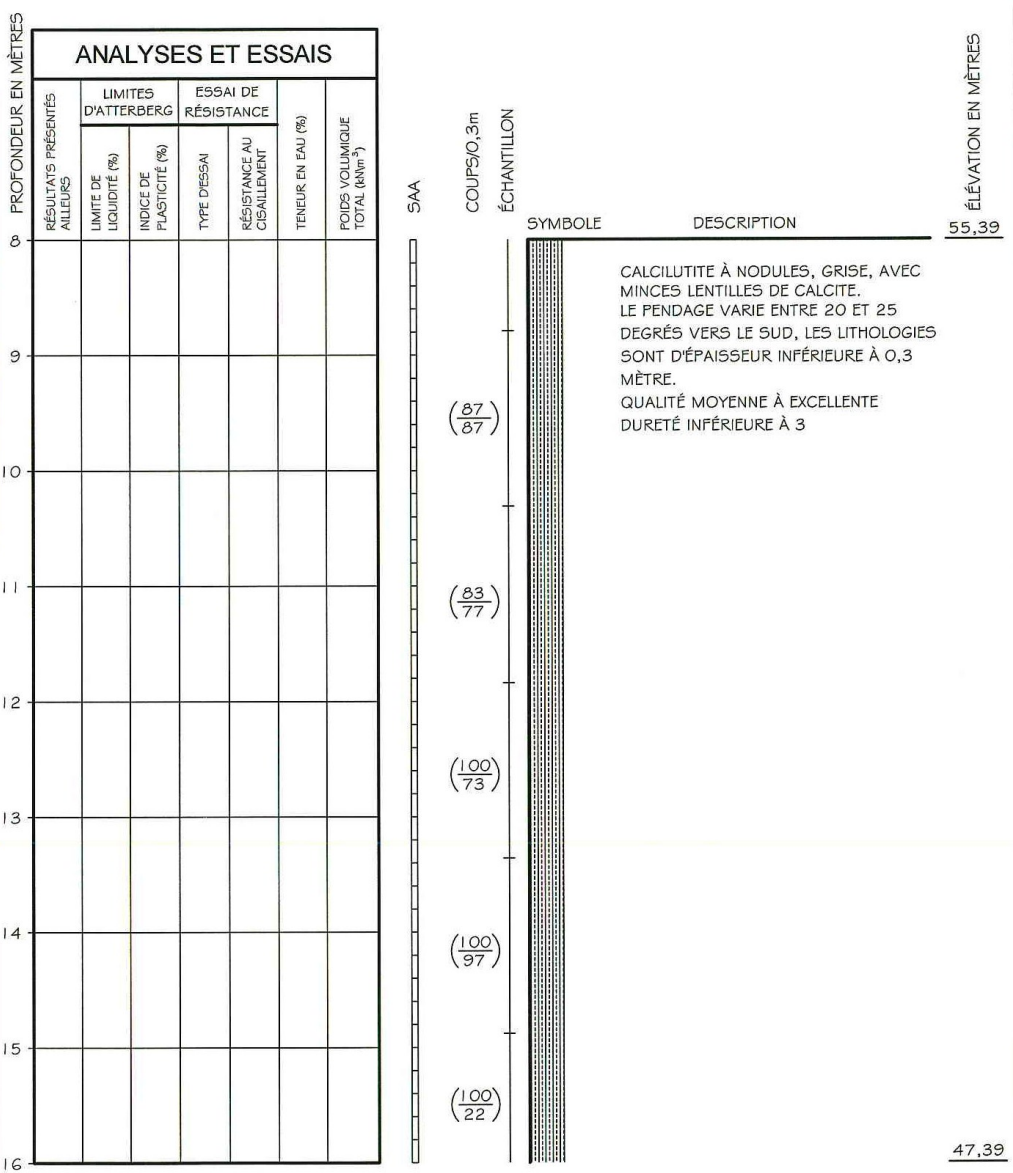 PROFONDEUR EN MÈTRES
ANALYSES ET ESSAIS
RÉSULTATS PRÉSENTÉS
AILLEURS
LIMITES
D'ATTERBERG
LIMITE DE
LIQUIDITÉ (%)
INDICE DE
PLASTICITÉ (%)
ESSAI DE
RÉSISTANCE
TYPE D'ESSAI
RÉSISTANCE AU
CISAILLEMENT
TENEUR EN EAU (%)
POIDS VOLUMIQUE
TOTAL (kN\m³)
SAA
COUPS/0,3m
ÉCHANTILLON
SYMBOLE
DESCRIPTION
ÉLÉVATION EN MÈTRES
55,39
8
CALCILUTITE À NODULES, GRISE, AVEC
MINCES LENTILLES DE CALCITE.
LE PENDAGE VARIE ENTRE 20 ET 25
DEGRÉS VERS LE SUD, LES LITHOLOGIES
SONT D'ÉPAISSEUR INFÉRIEURE À 0,3
MÈTRE.
QUALITÉ MOYENNE À EXCELLENTE
DURETÉ INFÉRIEURE À 3
9
(87
87)
10
11
(83
77)
12
(100
73)
13
14
(100
97)
15
(100
22)
16
47,39